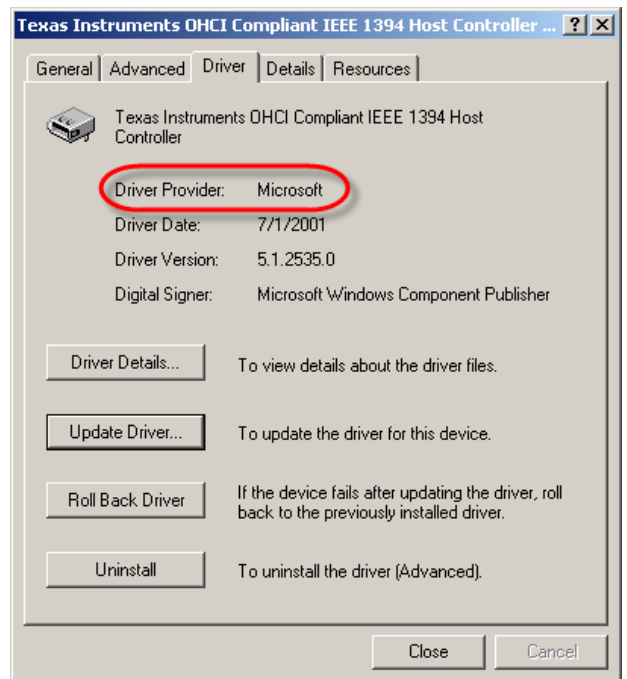 Texas Instruments OHCI Compliant IEEE 1394 Host Controller ...
General Advanced Driver Details Resources
Texas Instruments OHCI Compliant IEEE 1394 Host
Controller
Driver Provider: Microsoft
Driver Date: 7/1/2001
Driver Version: 5.1.2535.0
Digital Signer: Microsoft Windows Component Publisher
Driver Details... To view details about the driver files.
Update Driver... To update the driver for this device.
Roll Back Driver If the device fails after updating the driver, roll
back to the previously installed driver.
Uninstall To uninstall the driver (Advanced).
Close Cancel